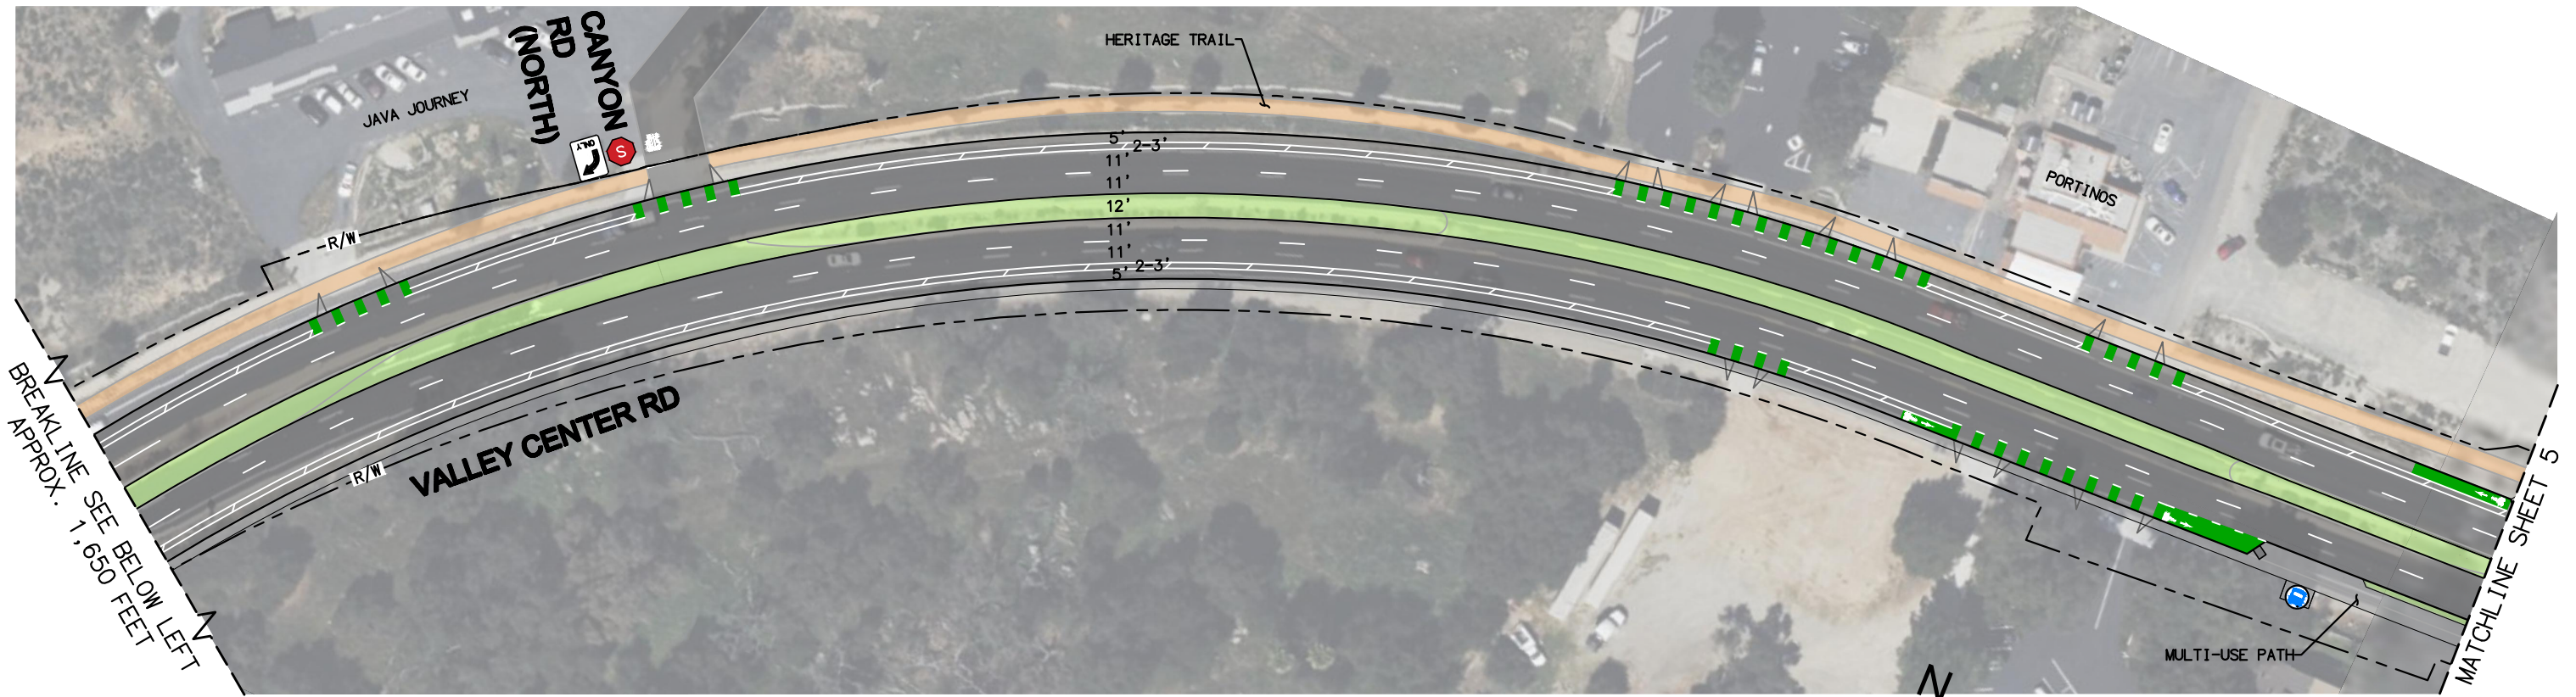 CANYON
RD
(NORTH)
ONLY
S
JAVA JOURNEY
HERITAGE TRAIL
PORTINOS
R/W
5'
2-3'
11'
11'
12'
11'
11'
2-3'
5'
R/W
VALLEY CENTER RD
BREAKLINE SEE BELOW LEFT
APPROX. 1,650 FEET
MULTI-USE PATH
MATCHLINE SHEET 5
N